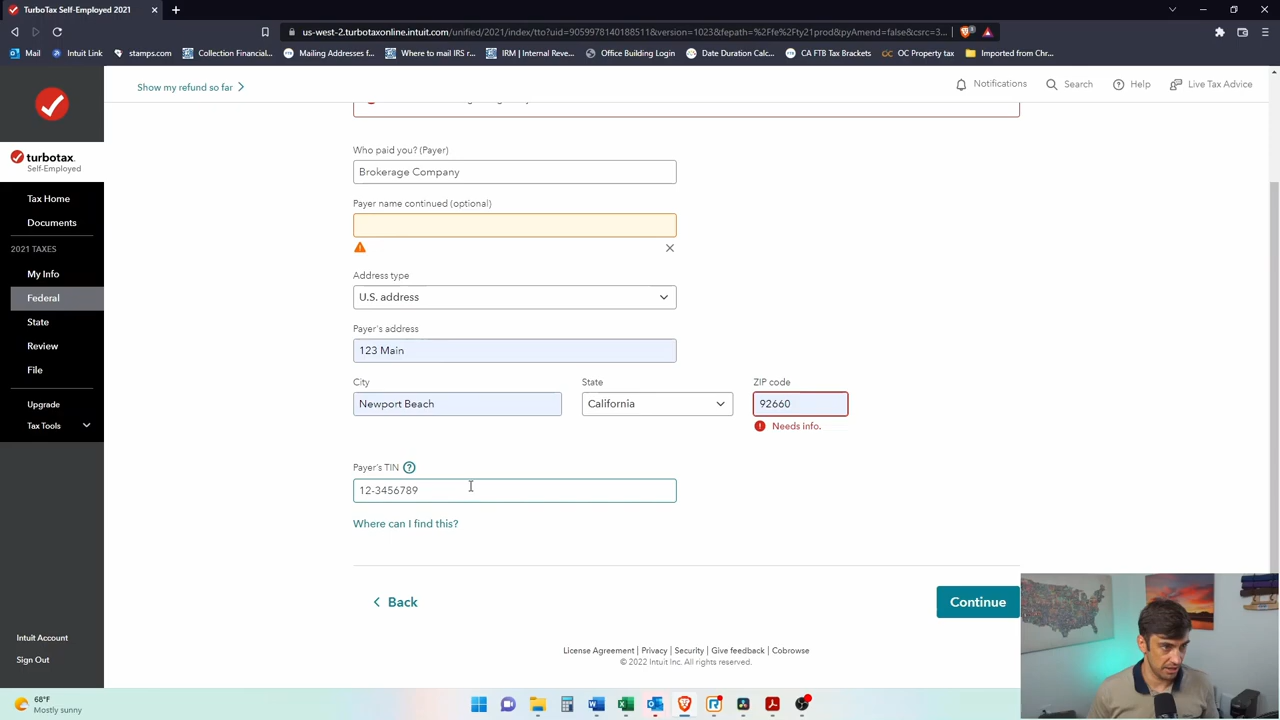 TurboTax Self-Employed 2021
us-west-2.turbotaxonline.intuit.com/unified/2021/index/tto?uid=9059978140188511&version=1023&fepath=%2Ffe%2Fty21prod&pyAmend=false&csrc=3...
Mail
Intuit Link
stamps.com
Collection Financial...
Mailing Addresses f...
Where to mail IRS r...
IRM | Internal Reve...
Office Building Login
Date Duration Calc...
CA FTB Tax Brackets
OC Property tax
Imported from Chr...
Show my refund so far
Notifications
Search
Help
Live Tax Advice
turbotax
Self-Employed
Tax Home
Documents
2021 TAXES
My Info
Federal
State
Review
File
Upgrade
Tax Tools
Intuit Account
Sign Out
Who paid you? (Payer)
Brokerage Company
Payer name continued (optional)
Address type
U.S. address
Payer's address
123 Main
City
State
ZIP code
Newport Beach
California
92660
Needs info.
Payer's TIN
12-3456789
Where can I find this?
Back
Continue
License Agreement | Privacy | Security | Give feedback | Cobrowse
© 2022 Intuit Inc. All rights reserved.
68°F
Mostly sunny